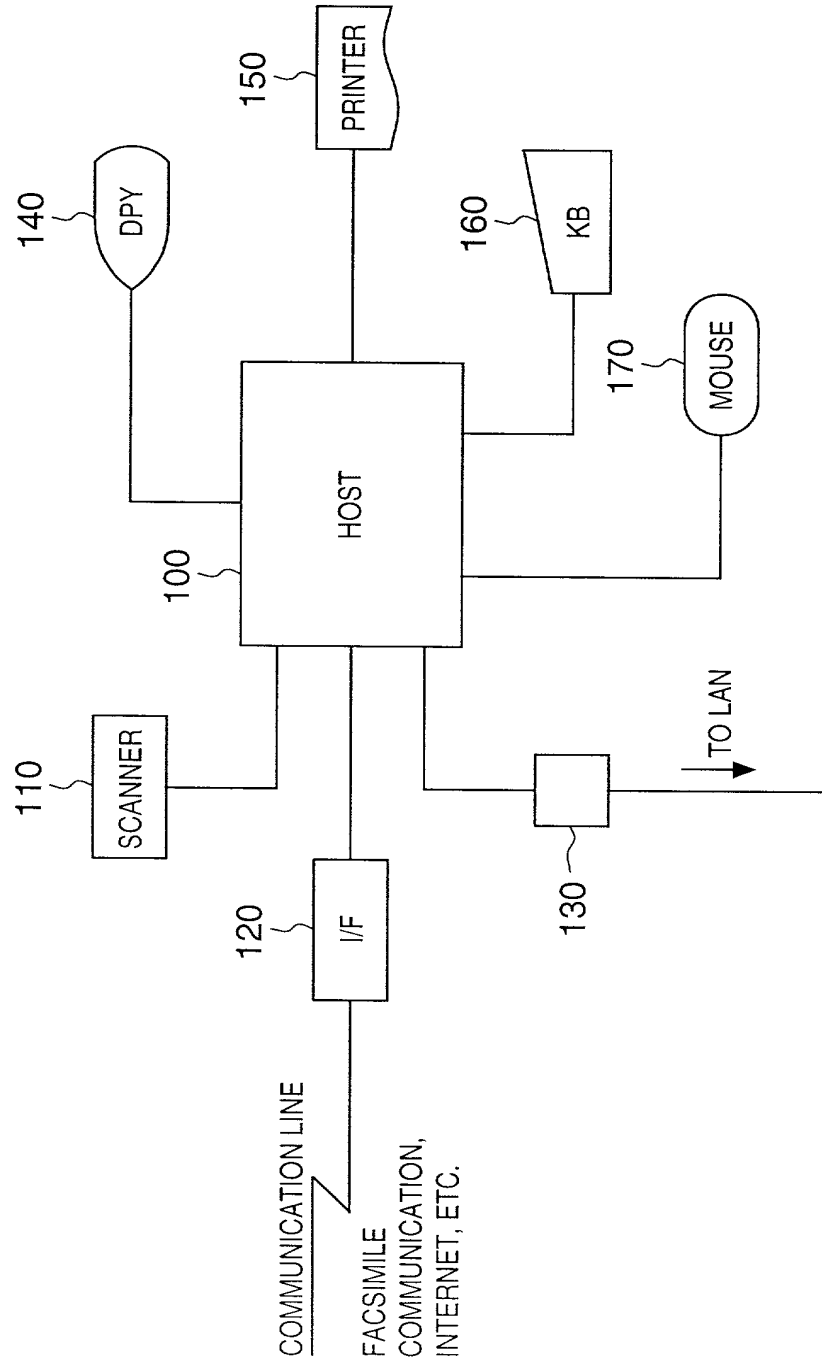 COMMUNICATION LINE
FACSIMILE
COMMUNICATION,
INTERNET, ETC.
120
I/F
110
SCANNER
130
TO LAN
100
HOST
140
DPY
150
PRINTER
160
KB
170
MOUSE